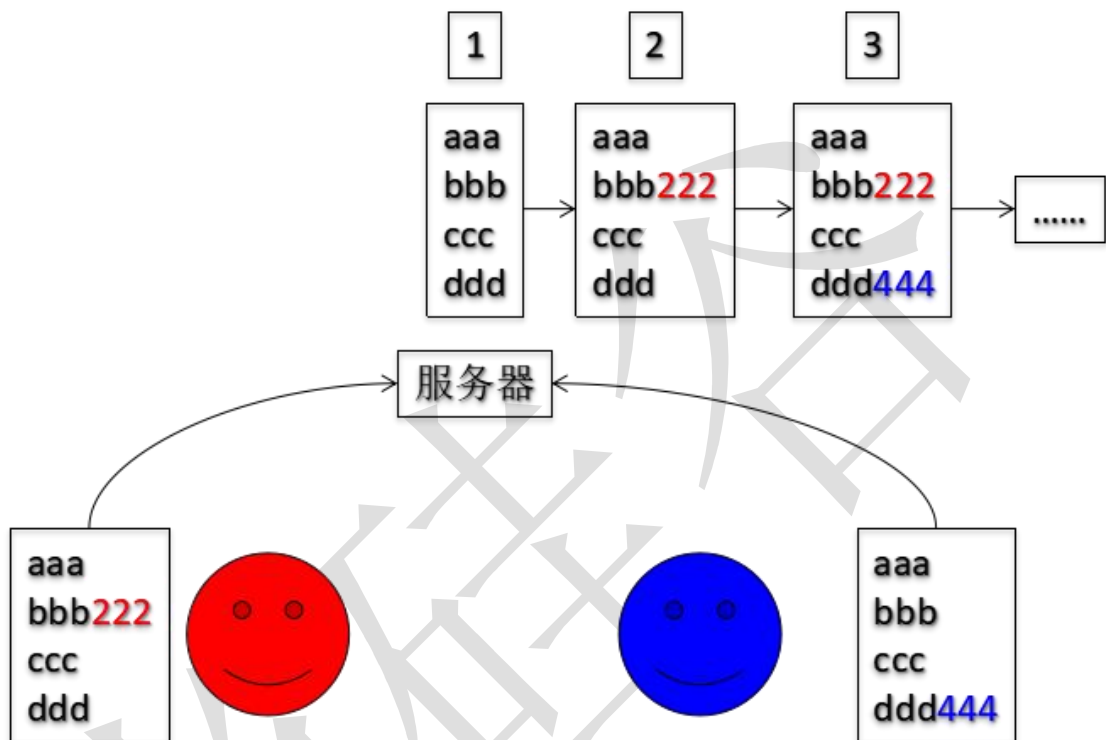 1 2 3
aaa
bbb
ccc
ddd
aaa
bbb222
ccc
ddd
aaa
bbb222
ccc
ddd444
……
服务器
aaa
bbb222
ccc
ddd
aaa
bbb
ccc
ddd444